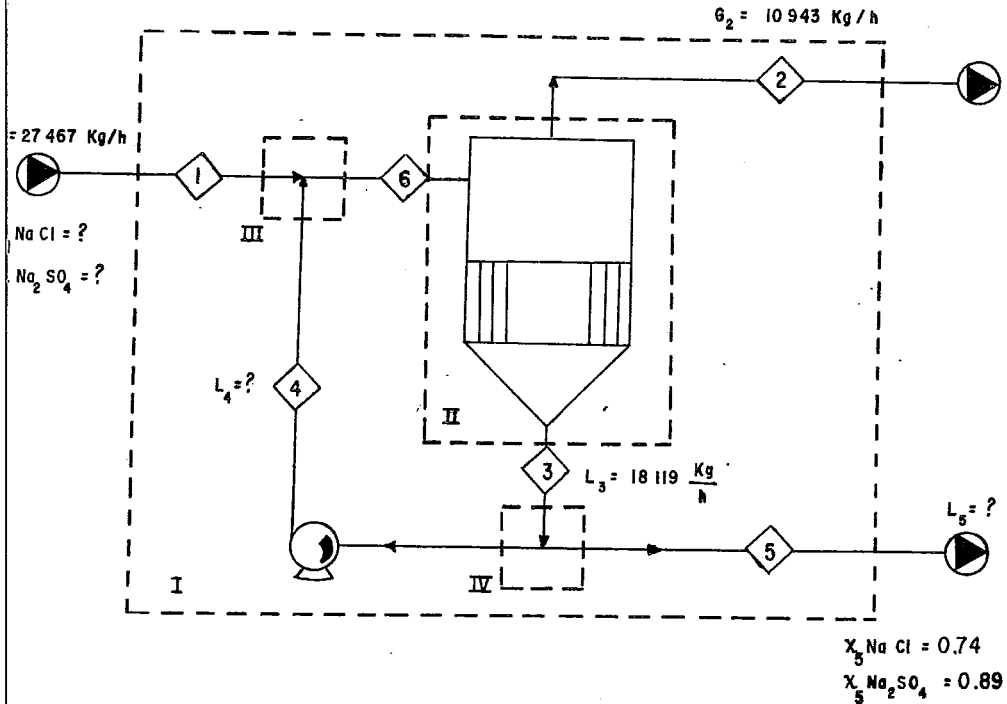 G₂ = 10 943 Kg/h
= 27 467 Kg/h
1
2
6
III
Na Cl = ?
Na₂ SO₄ = ?
L₄ = ?
4
II
3
L₃ = 18 119 Kg/h
L₅ = ?
5
I
IV
X₅ Na Cl = 0.74
X₅ Na₂SO₄ = 0.89